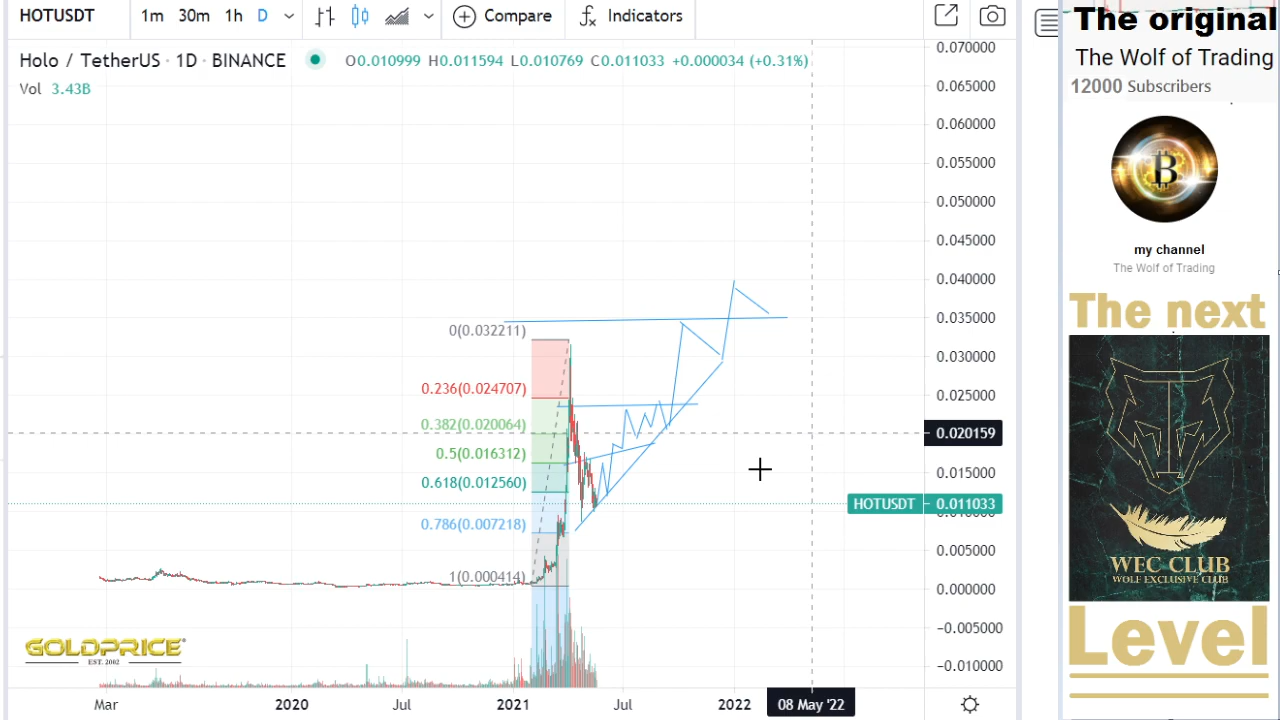 HOTUSDT 1m 30m 1h D Compare Indicators
Holo / TetherUS · 1D · BINANCE O0.010999 H0.011594 L0.010769 C0.011033 +0.000034 (+0.31%)
Vol 3.43B
0.070000
0.065000
0.060000
0.055000
0.050000
0.045000
0.040000
0.035000
0.030000
0.025000
0.020159
0.015000
HOTUSDT 0.011033
0.010000
0.005000
0.000000
−0.005000
−0.010000
0(0.032211)
0.236(0.024707)
0.382(0.020064)
0.5(0.016312)
0.618(0.012560)
0.786(0.007218)
1(0.000414)
GOLDPRICE®
EST. 2002
Mar 2020 Jul 2021 Jul 2022 08 May '22
The original
The Wolf of Trading
12000 Subscribers
B
my channel
The Wolf of Trading
The next
WEC CLUB
WOLF EXCLUSIVE CLUB
Level